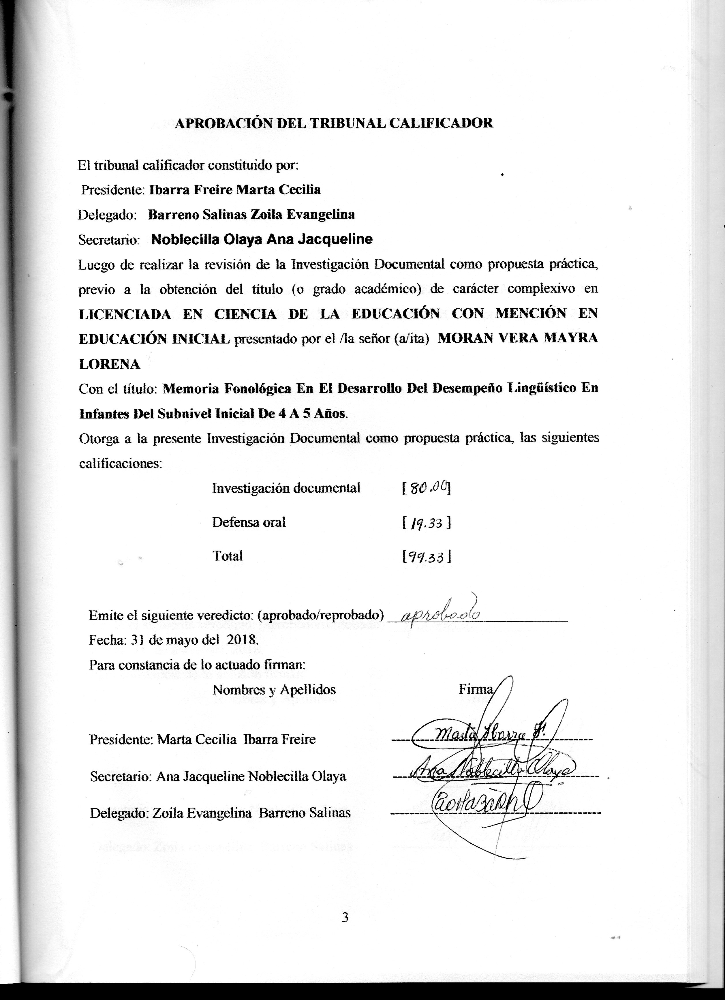 APROBACIÓN DEL TRIBUNAL CALIFICADOR
El tribunal calificador constituido por:
Presidente: Ibarra Freire Marta Cecilia
Delegado: Barreno Salinas Zoila Evangelina
Secretario: Noblecilla Olaya Ana Jacqueline
Luego de realizar la revisión de la Investigación Documental como propuesta práctica,
previo a la obtención del título (o grado académico) de carácter complexivo en
LICENCIADA EN CIENCIA DE LA EDUCACIÓN CON MENCIÓN EN
EDUCACIÓN INICIAL presentado por el /la señor (a/ita) MORAN VERA MAYRA
LORENA
Con el título: Memoria Fonológica En El Desarrollo Del Desempeño Lingüístico En
Infantes Del Subnivel Inicial De 4 A 5 Años.
Otorga a la presente Investigación Documental como propuesta práctica, las siguientes
calificaciones:
Investigación documental [80.00]
Defensa oral [19.33]
Total [99.33]
Emite el siguiente veredicto: (aprobado/reprobado) aprobado
Fecha: 31 de mayo del 2018.
Para constancia de lo actuado firman:
Nombres y Apellidos Firma
Presidente: Marta Cecilia Ibarra Freire Marta Ibarra F.
Secretario: Ana Jacqueline Noblecilla Olaya Ana Noblecilla Olaya
Delegado: Zoila Evangelina Barreno Salinas
3